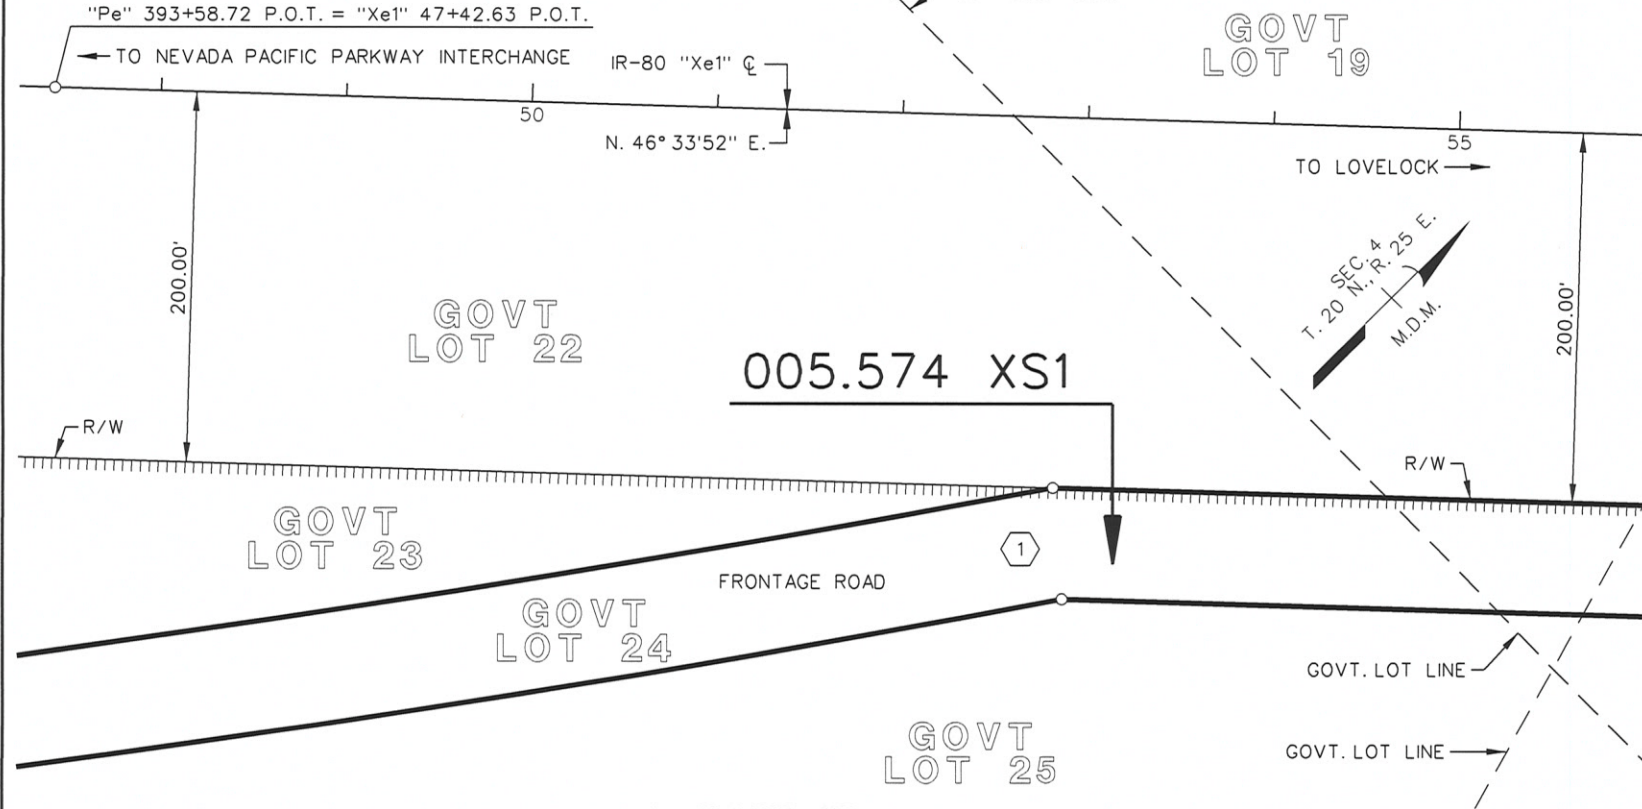 "Pe" 393+58.72 P.O.T. = "Xe1" 47+42.63 P.O.T.
TO NEVADA PACIFIC PARKWAY INTERCHANGE
IR-80 "Xe1" ℄
GOVT
LOT 19
50
N. 46° 33'52" E.
55
TO LOVELOCK
SEC. 4
T. 20 N., R. 25 E.
M.D.M.
200.00'
200.00'
GOVT
LOT 22
005.574 XS1
R/W
R/W
GOVT
LOT 23
1
FRONTAGE ROAD
GOVT
LOT 24
GOVT. LOT LINE
GOVT
LOT 25
GOVT. LOT LINE